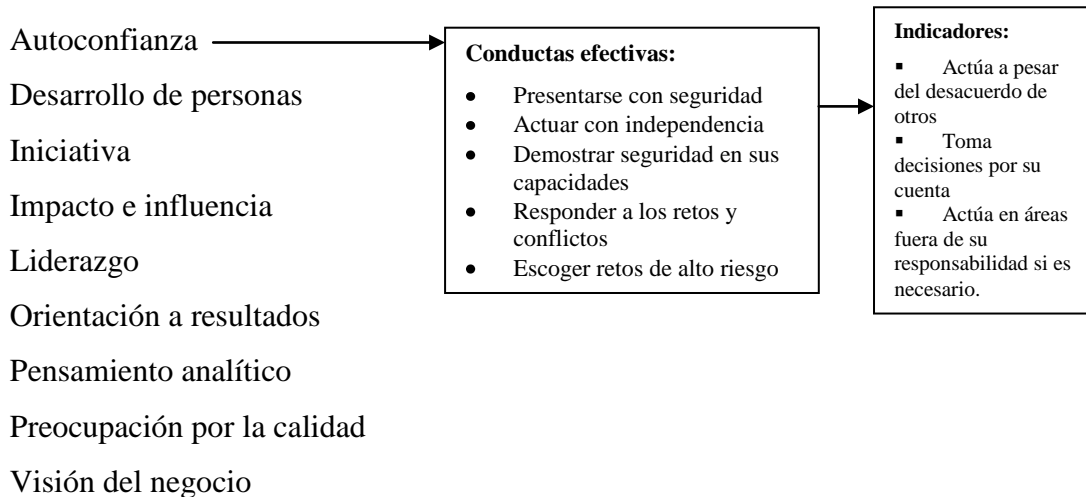 Autoconfianza
Desarrollo de personas
Iniciativa
Impacto e influencia
Liderazgo
Orientación a resultados
Pensamiento analítico
Preocupación por la calidad
Visión del negocio
Conductas efectivas:
• Presentarse con seguridad
• Actuar con independencia
• Demostrar seguridad en sus
capacidades
• Responder a los retos y
conflictos
• Escoger retos de alto riesgo
Indicadores:
▪ Actúa a pesar
del desacuerdo de
otros
▪ Toma
decisiones por su
cuenta
▪ Actúa en áreas
fuera de su
responsabilidad si es
necesario.